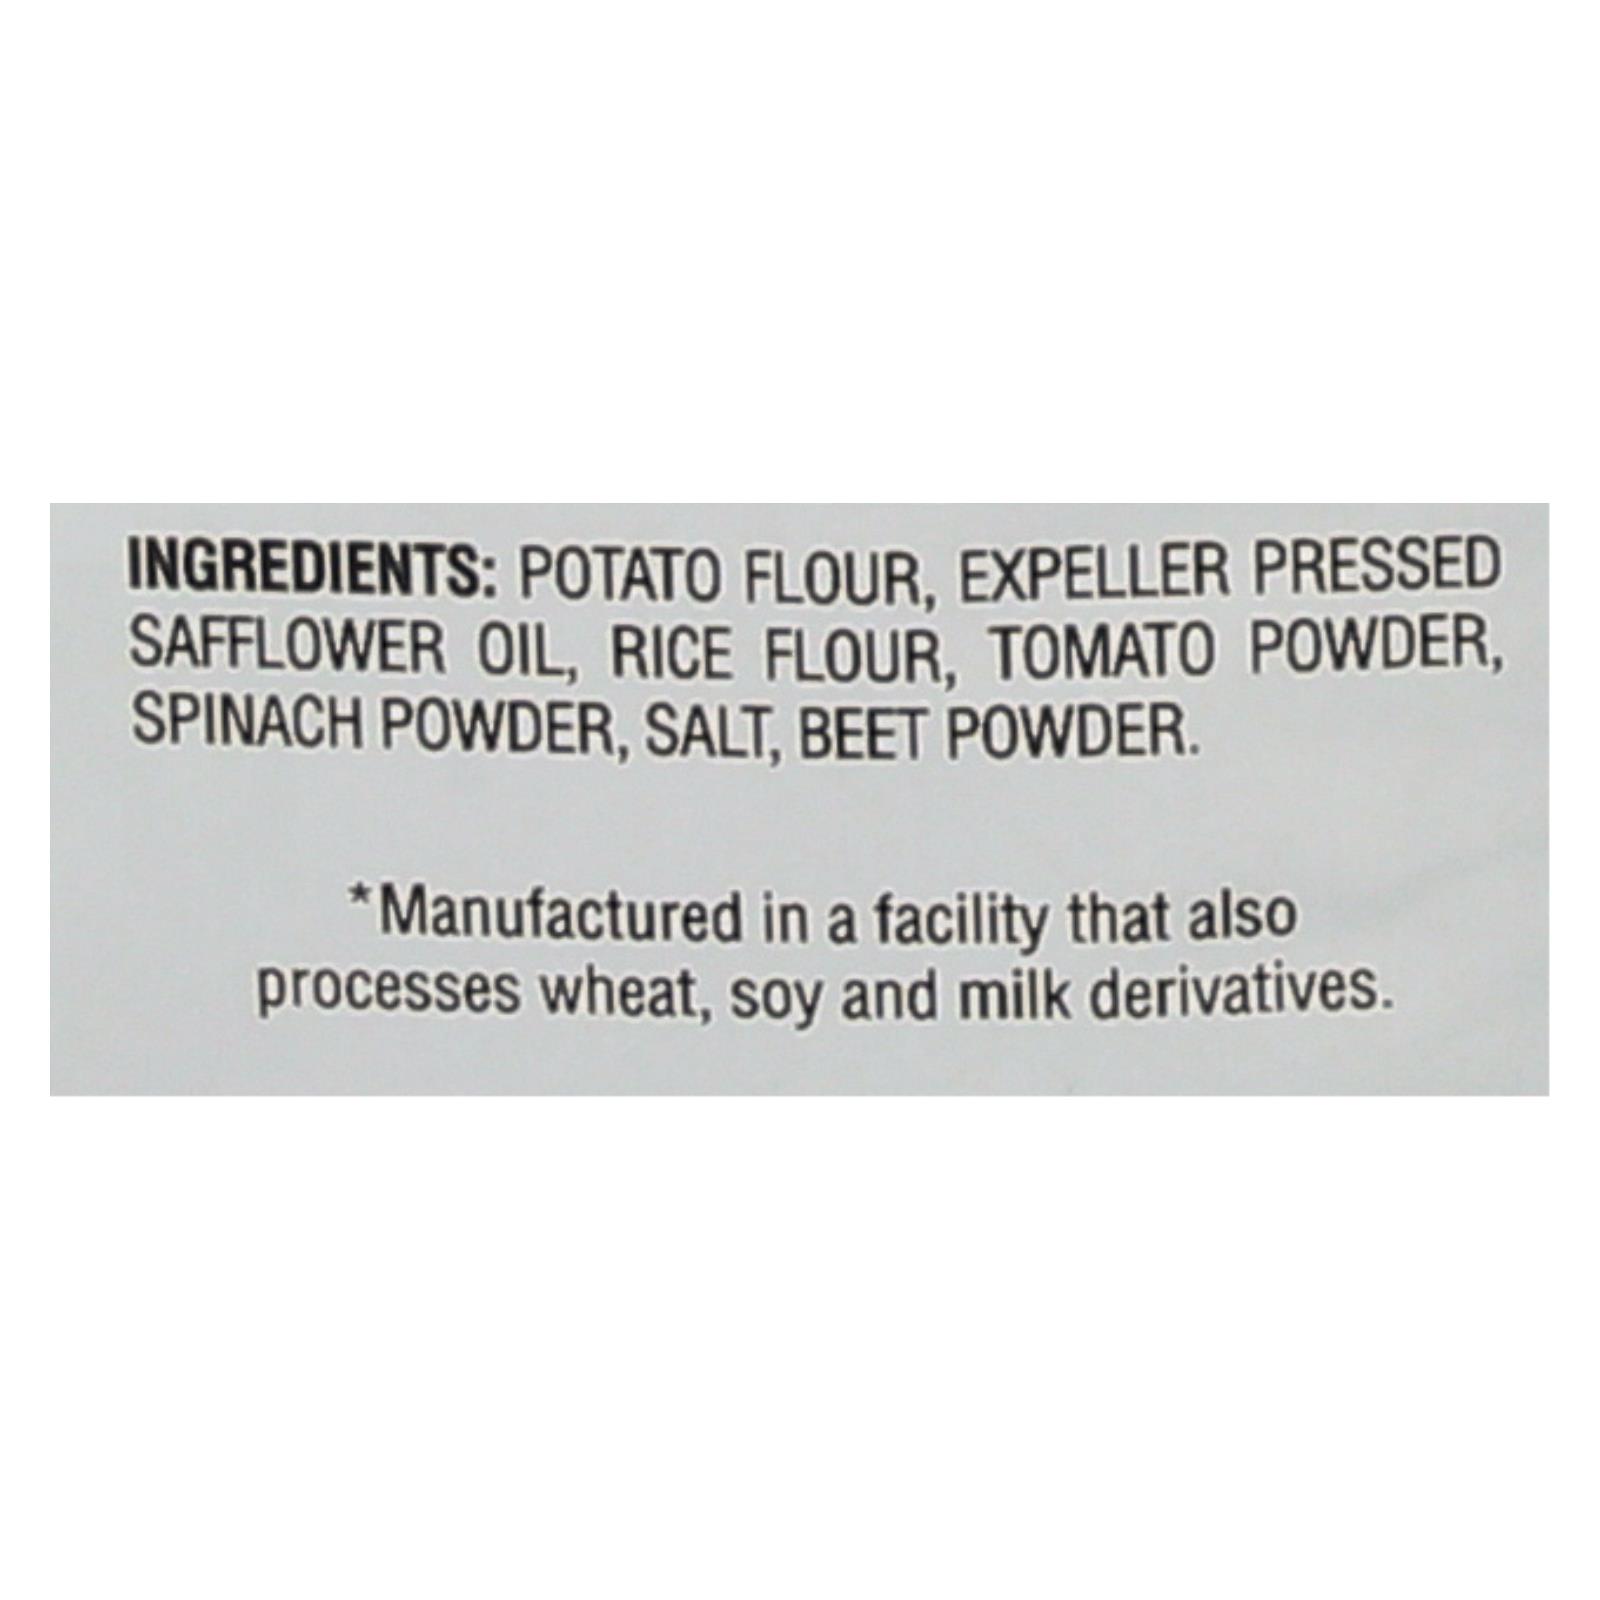 INGREDIENTS: POTATO FLOUR, EXPELLER PRESSED
SAFFLOWER OIL, RICE FLOUR, TOMATO POWDER,
SPINACH POWDER, SALT, BEET POWDER.
*Manufactured in a facility that also
processes wheat, soy and milk derivatives.